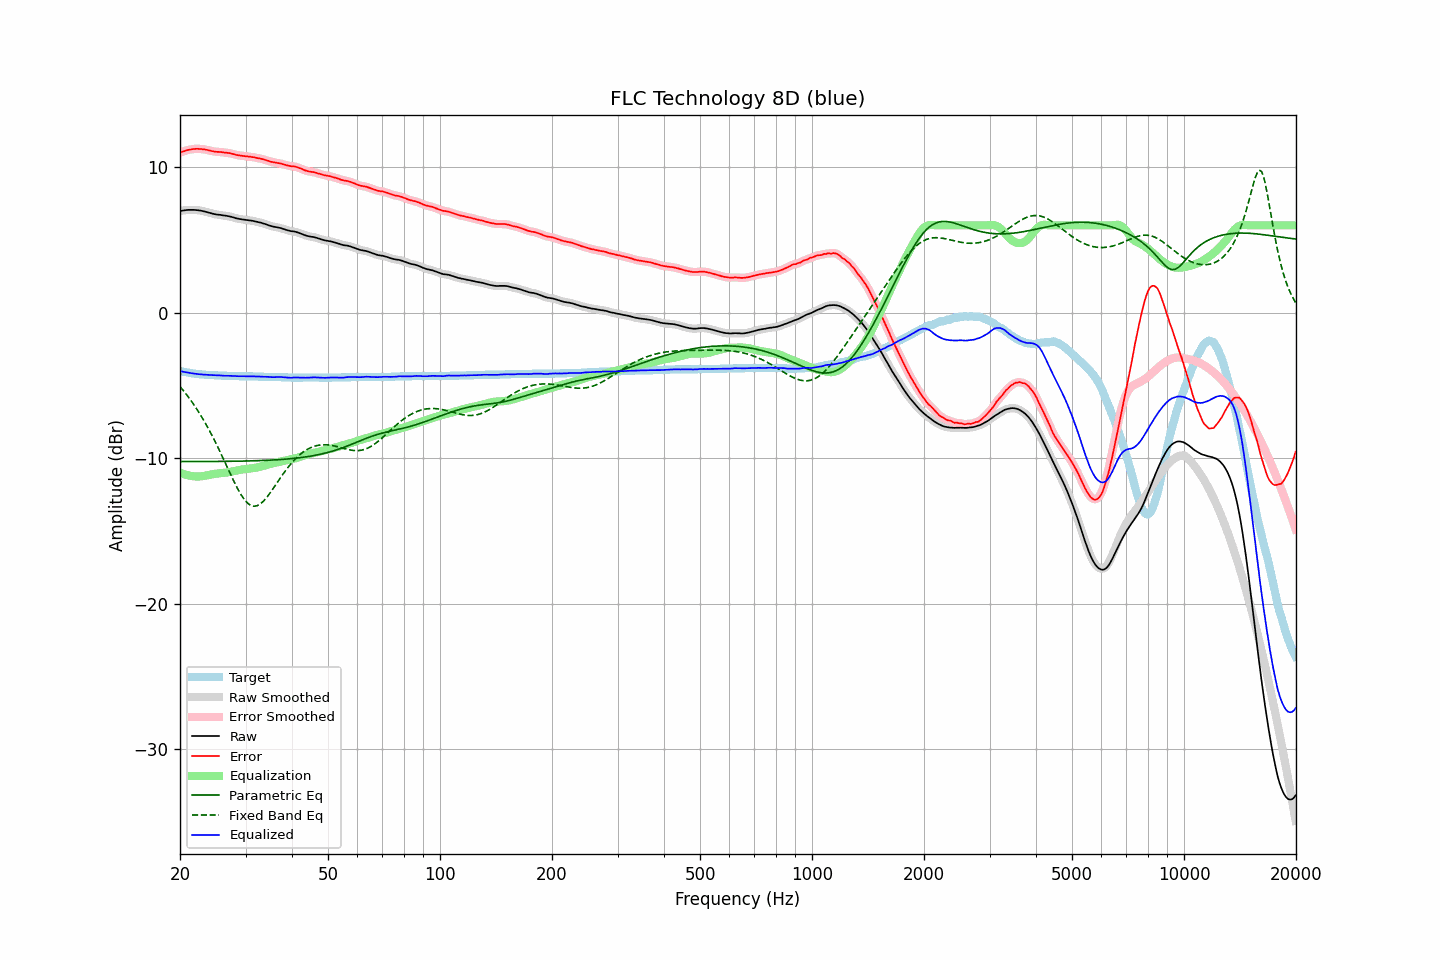 FLC Technology 8D (blue)
Amplitude (dBr)
10
0
−10
−20
−30
Target
Raw Smoothed
Error Smoothed
Raw
Error
Equalization
Parametric Eq
Fixed Band Eq
Equalized
20 50 100 200 500 1000 2000 5000 10000 20000
Frequency (Hz)